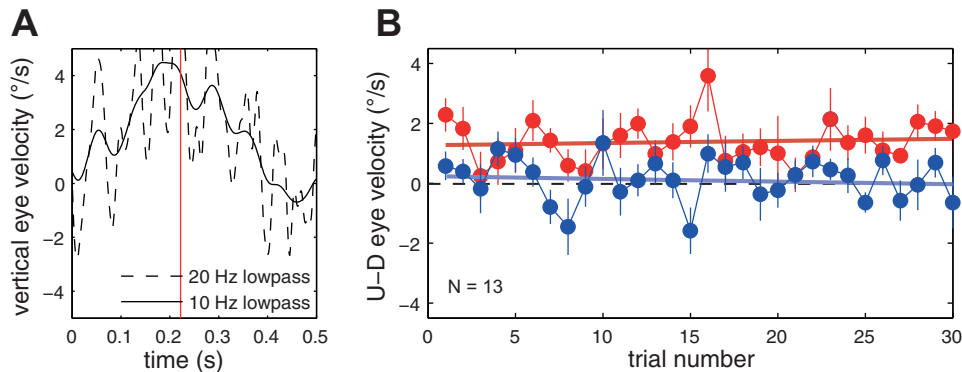 A
vertical eye velocity (°/s)
4
2
0
−2
−4
20 Hz lowpass
10 Hz lowpass
0
0.1
0.2
0.3
0.4
0.5
time (s)
B
U−D eye velocity (°/s)
4
2
0
−2
−4
N = 13
0
5
10
15
20
25
30
trial number